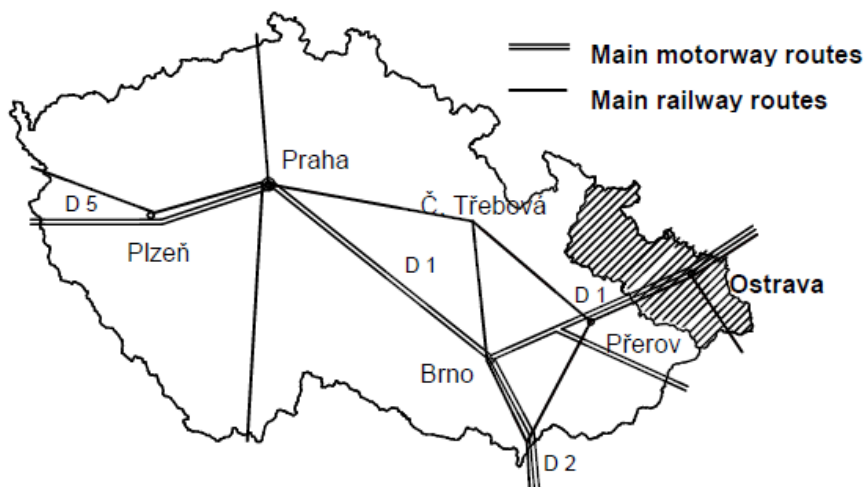 Main motorway routes
Main railway routes
Praha
D 5
Č. Třebová
Plzeň
D 1
Ostrava
D 1
Přerov
Brno
D 2